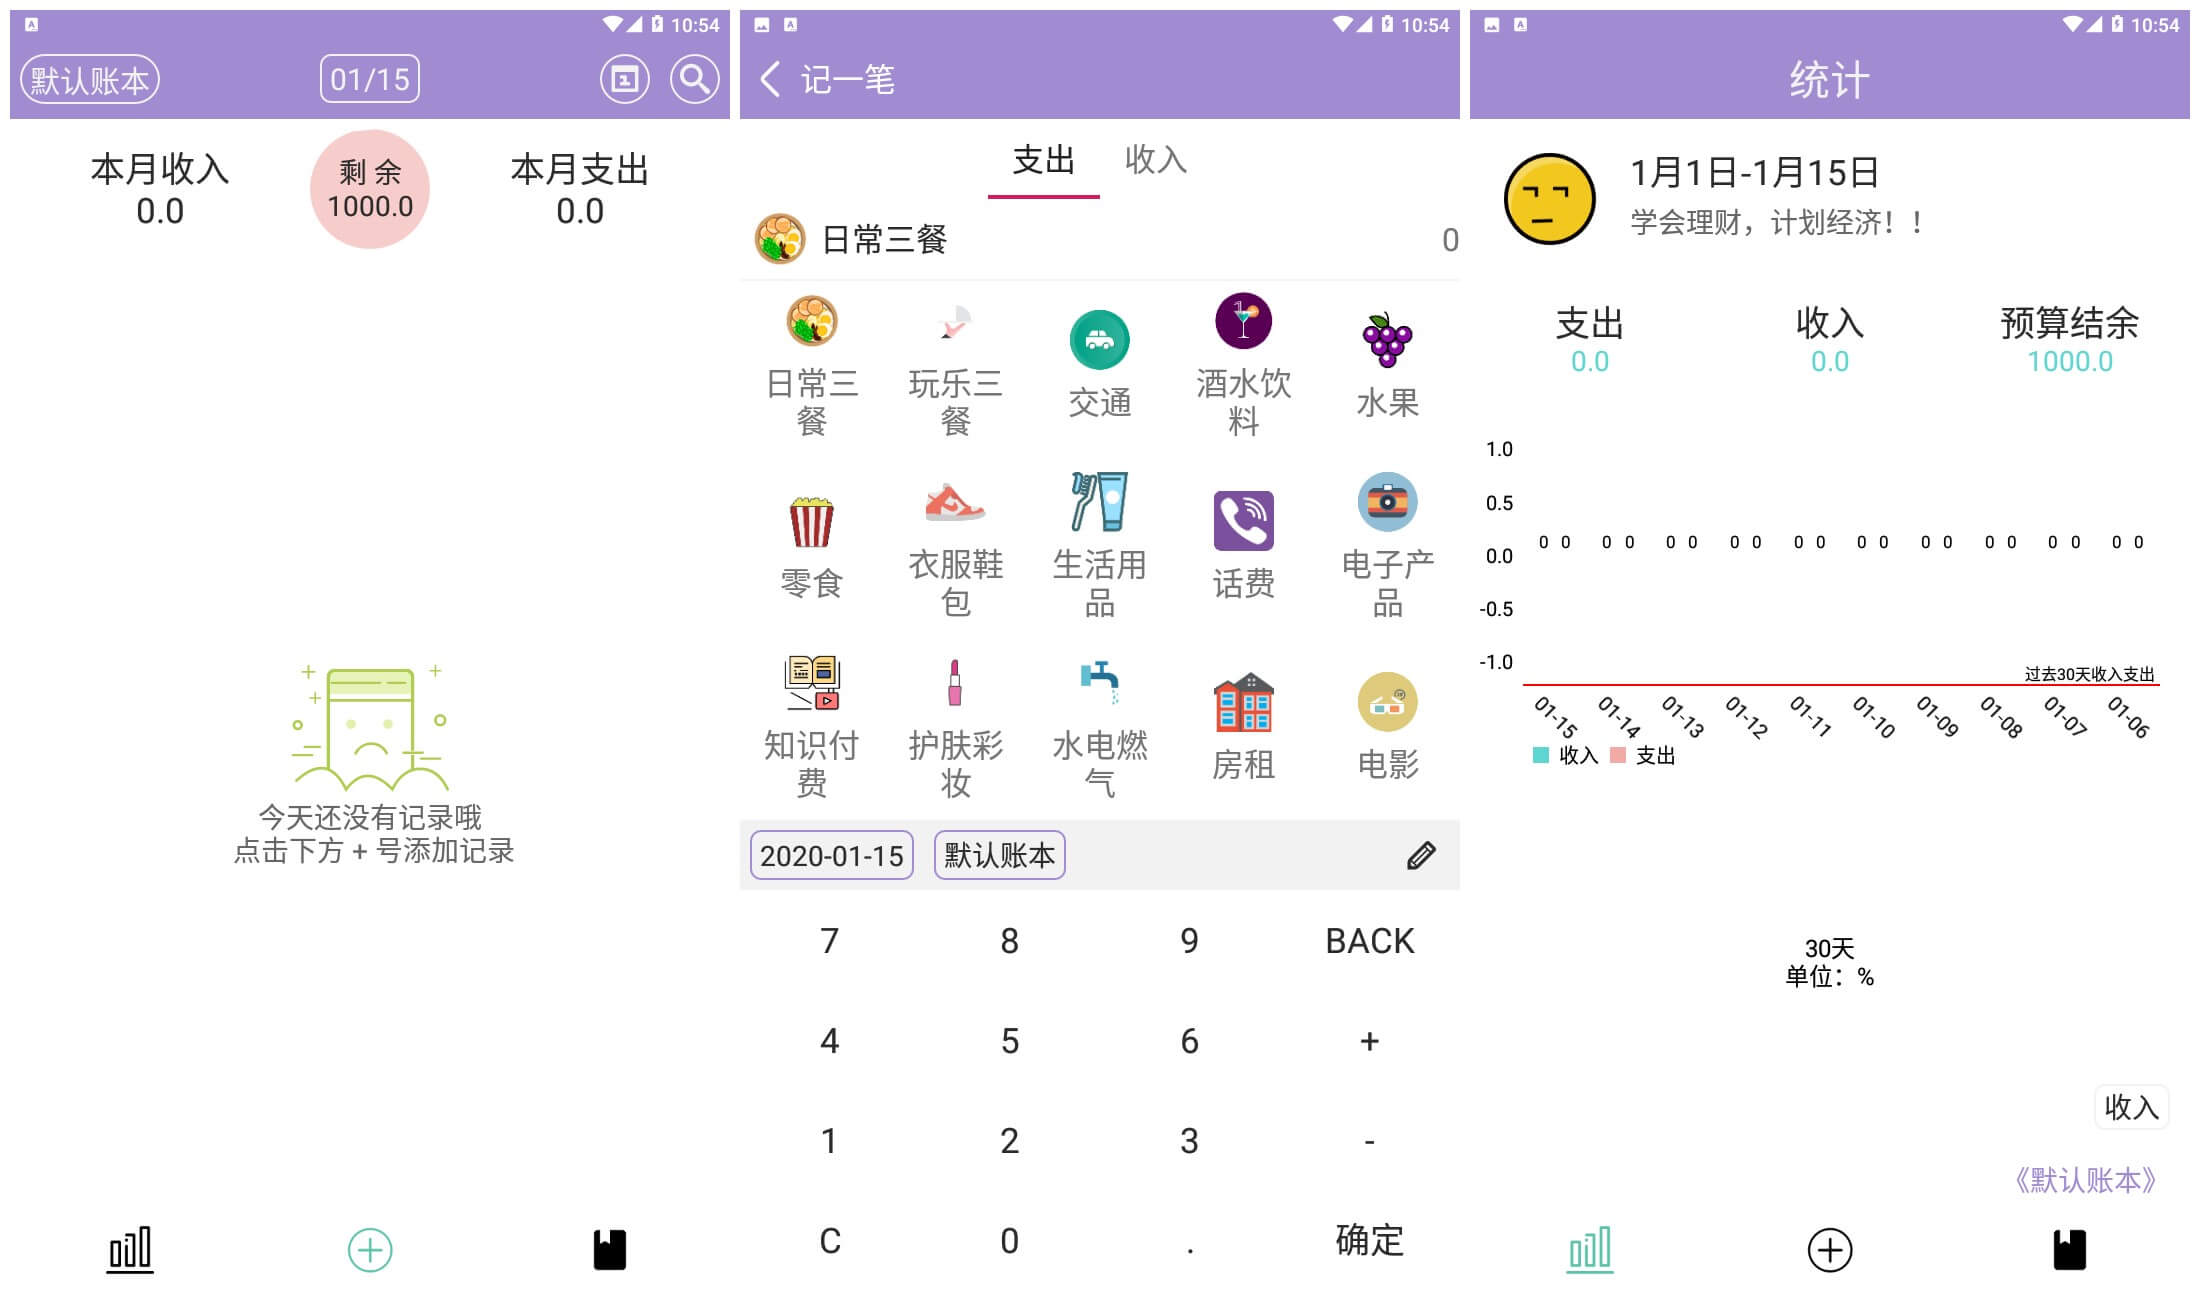 10:54
默认账本
01/15
1
本月收入
0.0
剩 余
1000.0
本月支出
0.0
今天还没有记录哦
点击下方 + 号添加记录
10:54
记一笔
支出
收入
日常三餐
0
日常三
餐
玩乐三
餐
交通
酒水饮
料
水果
零食
衣服鞋
包
生活用
品
话费
电子产
品
知识付
费
护肤彩
妆
水电燃
气
房租
电影
2020-01-15
默认账本
7 8 9 BACK
4 5 6 +
1 2 3 -
C 0 . 确定
10:54
统计
1月1日-1月15日
学会理财，计划经济！！
支出
0.0
收入
0.0
预算结余
1000.0
1.0
0.5
0.0
-0.5
-1.0
0 0 0 0 0 0 0 0 0 0 0 0 0 0 0 0 0 0 0 0
过去30天收入支出
01-15 01-14 01-13 01-12 01-11 01-10 01-09 01-08 01-07 01-06
收入 支出
30天
单位：%
收入
《默认账本》